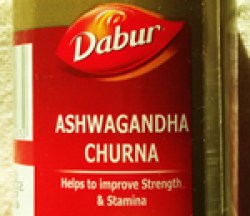 Dabur
ASHWAGANDHA
CHURNA
Helps to improve Strength
& Stamina